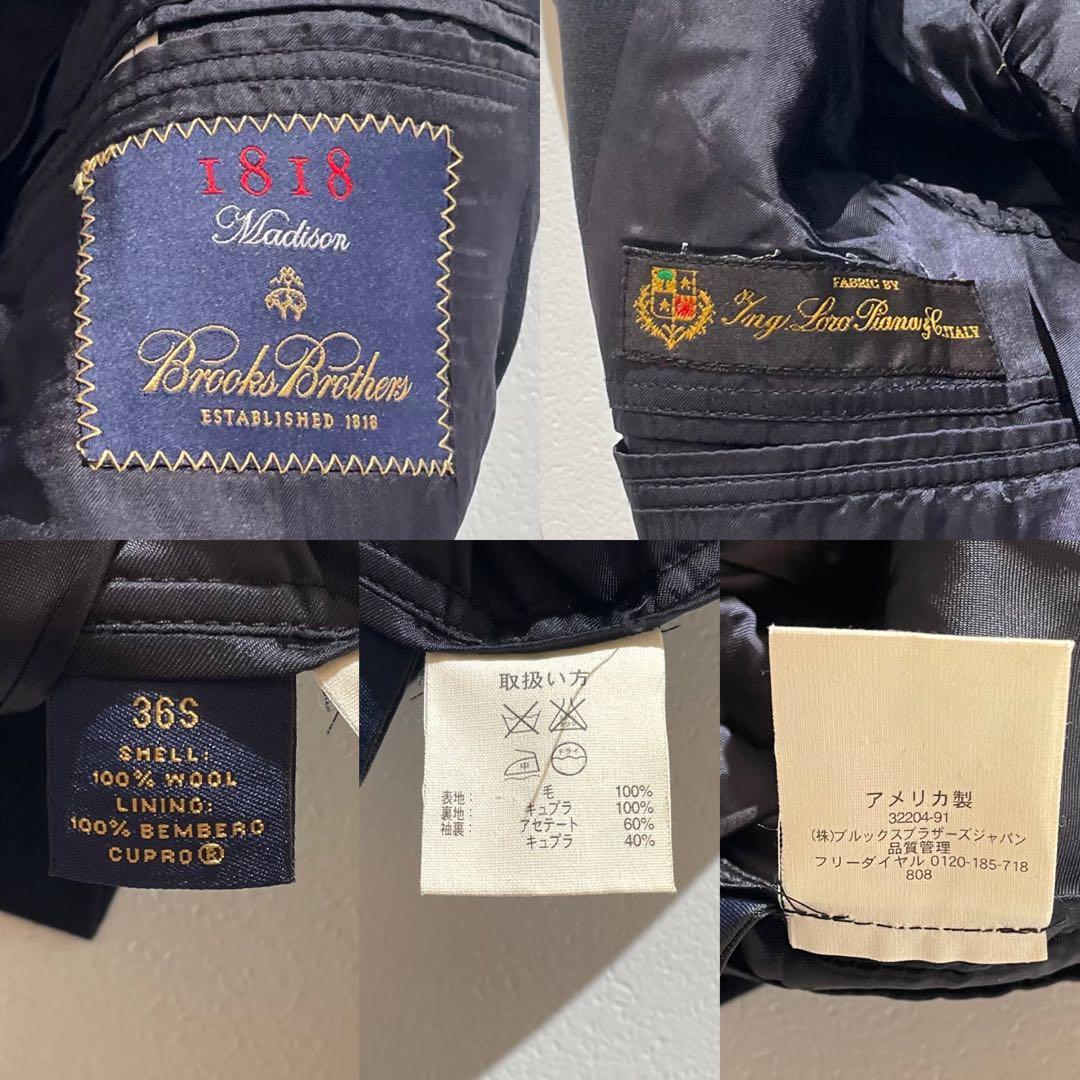 1818
Madison
Brooks Brothers
ESTABLISHED 1818
FABRIC BY
Ing Loro Piana & C ITALY
36S
SHELL:
100% WOOL
LINING:
100% BEMBERG
CUPRO®
取扱い方
中 ドライ
表地: 毛 100%
裏地: キュプラ 100%
袖裏: アセテート 60%
キュプラ 40%
アメリカ製
32204-91
(株)ブルックスブラザーズジャパン
品質管理
フリーダイヤル 0120-185-718
808